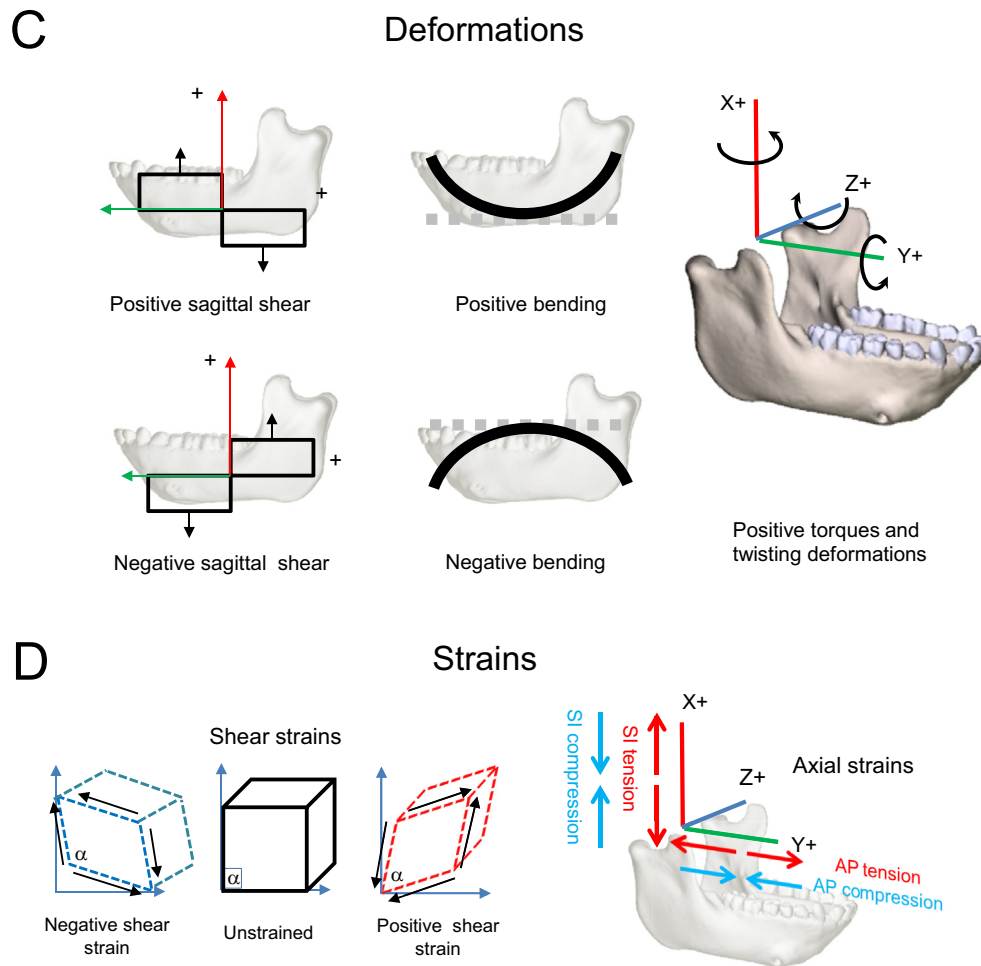 C
Deformations
+
+
Positive sagittal shear
Positive bending
X+
Z+
Y+
+
+
Negative sagittal  shear
Negative bending
Positive torques and
twisting deformations
D
Strains
Shear strains
α
Negative shear
strain
α
Unstrained
α
Positive  shear
strain
SI compression
SI tension
X+
Z+
Y+
Axial strains
AP tension
AP compression